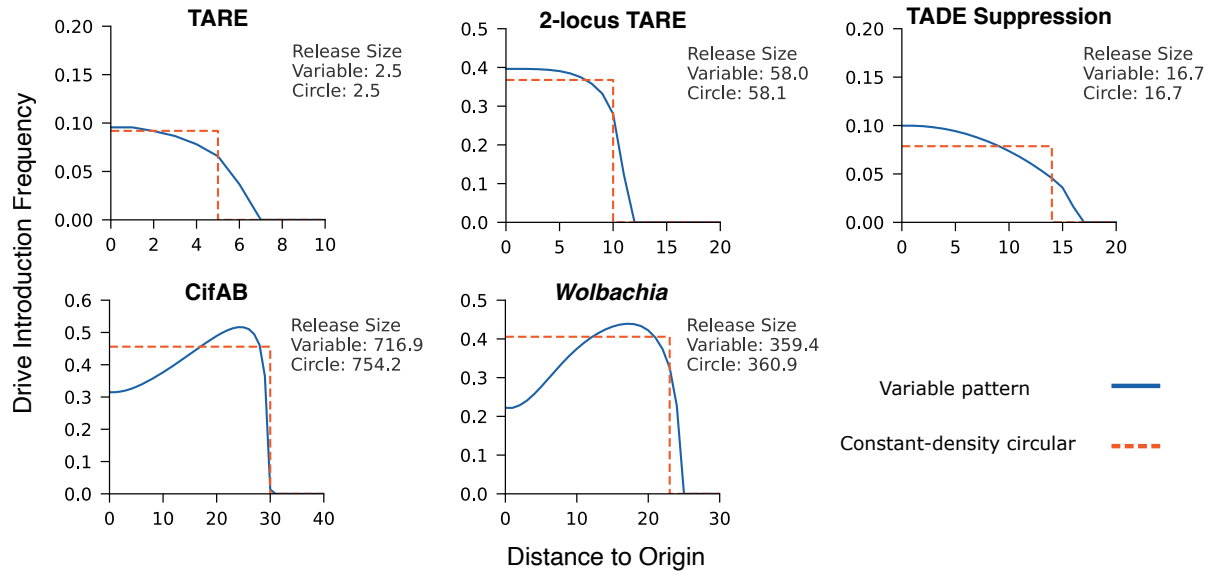 TARE
2-locus TARE
TADE Suppression
Drive Introduction Frequency
0.20
0.15
0.10
0.05
0.00
0 2 4 6 8 10
Release Size
Variable: 2.5
Circle: 2.5
0.5
0.4
0.3
0.2
0.1
0.0
0 5 10 15 20
Release Size
Variable: 58.0
Circle: 58.1
0.20
0.15
0.10
0.05
0.00
0 5 10 15 20
Release Size
Variable: 16.7
Circle: 16.7
CifAB
Wolbachia
0.6
0.5
0.4
0.3
0.2
0.1
0.0
0 10 20 30 40
Release Size
Variable: 716.9
Circle: 754.2
0.5
0.4
0.3
0.2
0.1
0.0
0 10 20 30
Release Size
Variable: 359.4
Circle: 360.9
Variable pattern
Constant-density circular
Distance to Origin